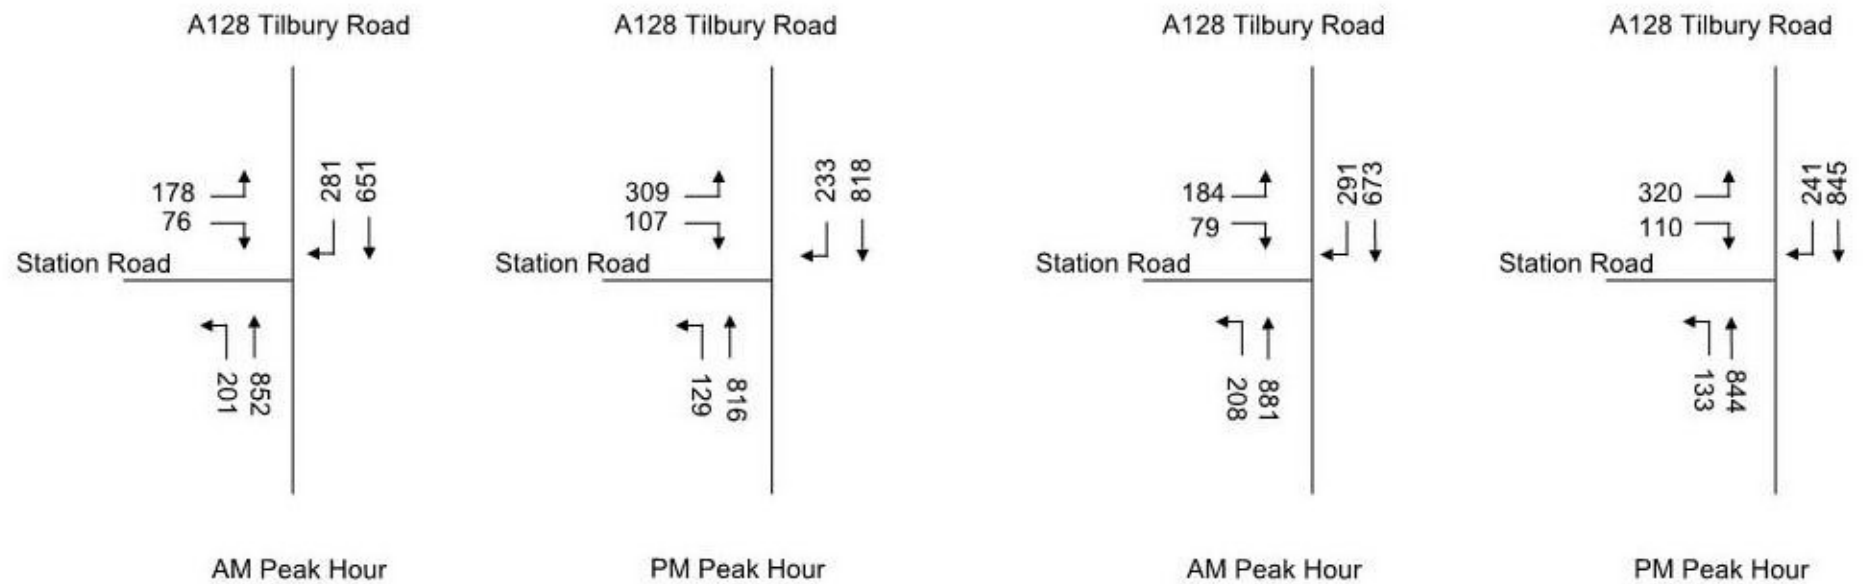 A128 Tilbury Road
178
76
281
651
Station Road
201
852
AM Peak Hour
A128 Tilbury Road
309
107
233
818
Station Road
129
816
PM Peak Hour
A128 Tilbury Road
184
79
291
673
Station Road
208
881
AM Peak Hour
A128 Tilbury Road
320
110
241
845
Station Road
133
844
PM Peak Hour